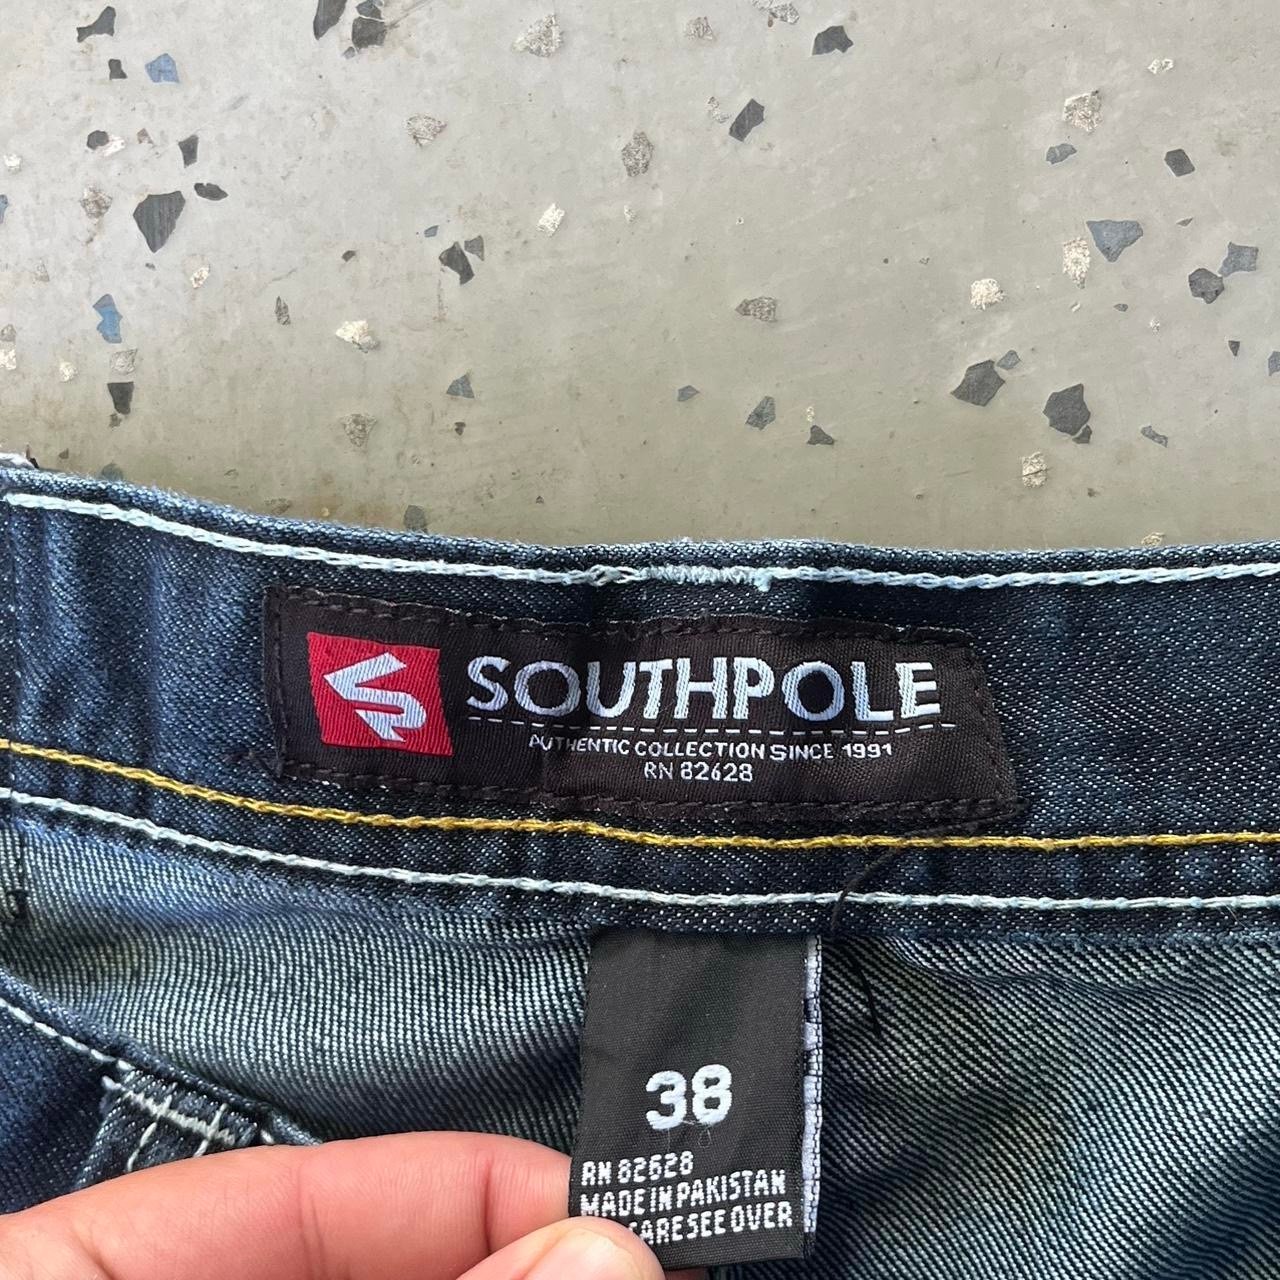 SOUTHPOLE
AUTHENTIC COLLECTION SINCE 1991
RN 82628
38
RN 82628
MADE IN PAKISTAN
CARE SEE OVER